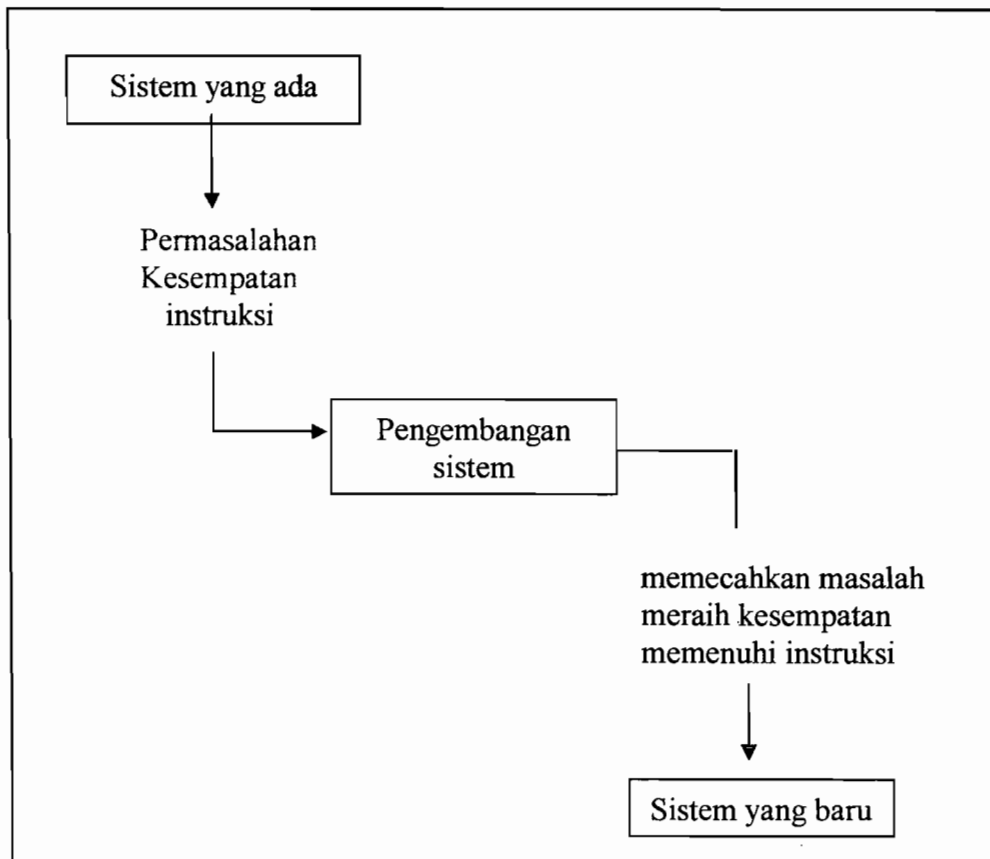 Sistem yang ada
Permasalahan
Kesempatan
instruksi
Pengembangan
sistem
memecahkan masalah
meraih kesempatan
memenuhi instruksi
Sistem yang baru